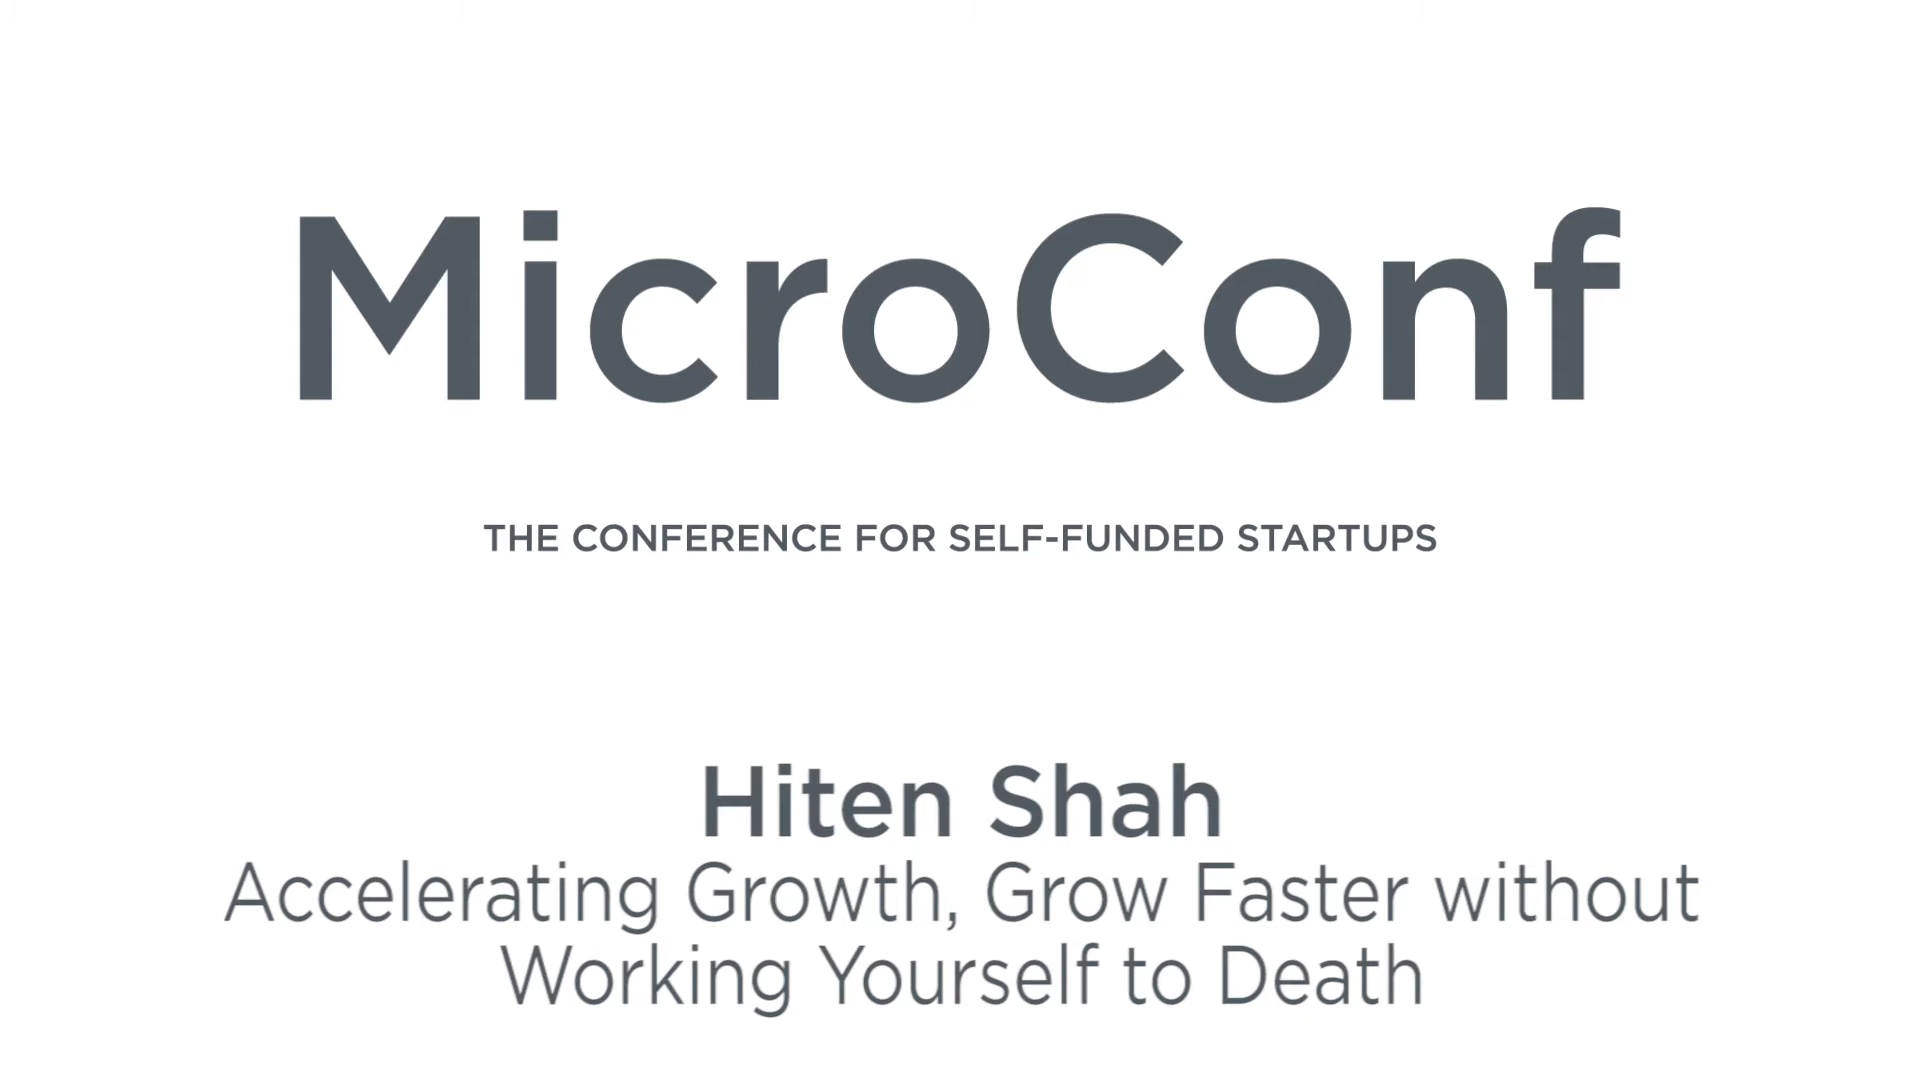 MicroConf
THE CONFERENCE FOR SELF-FUNDED STARTUPS
Hiten Shah
Accelerating Growth, Grow Faster without
Working Yourself to Death